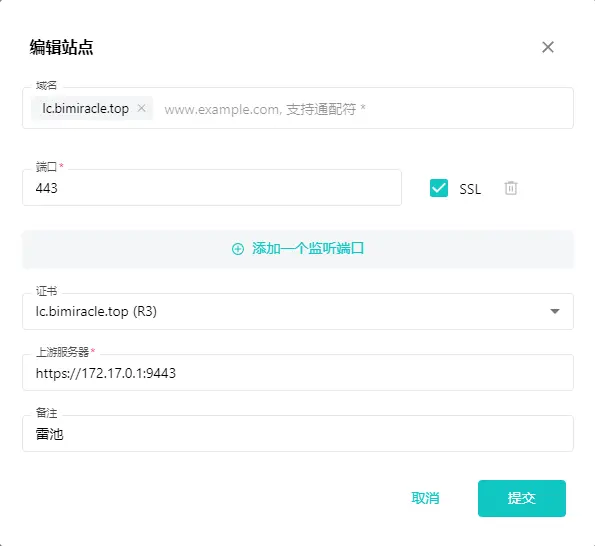 编辑站点
域名
lc.bimiracle.top
www.example.com, 支持通配符 *
端口*
443
SSL
添加一个监听端口
证书
lc.bimiracle.top (R3)
上游服务器*
https://172.17.0.1:9443
备注
雷池
取消
提交